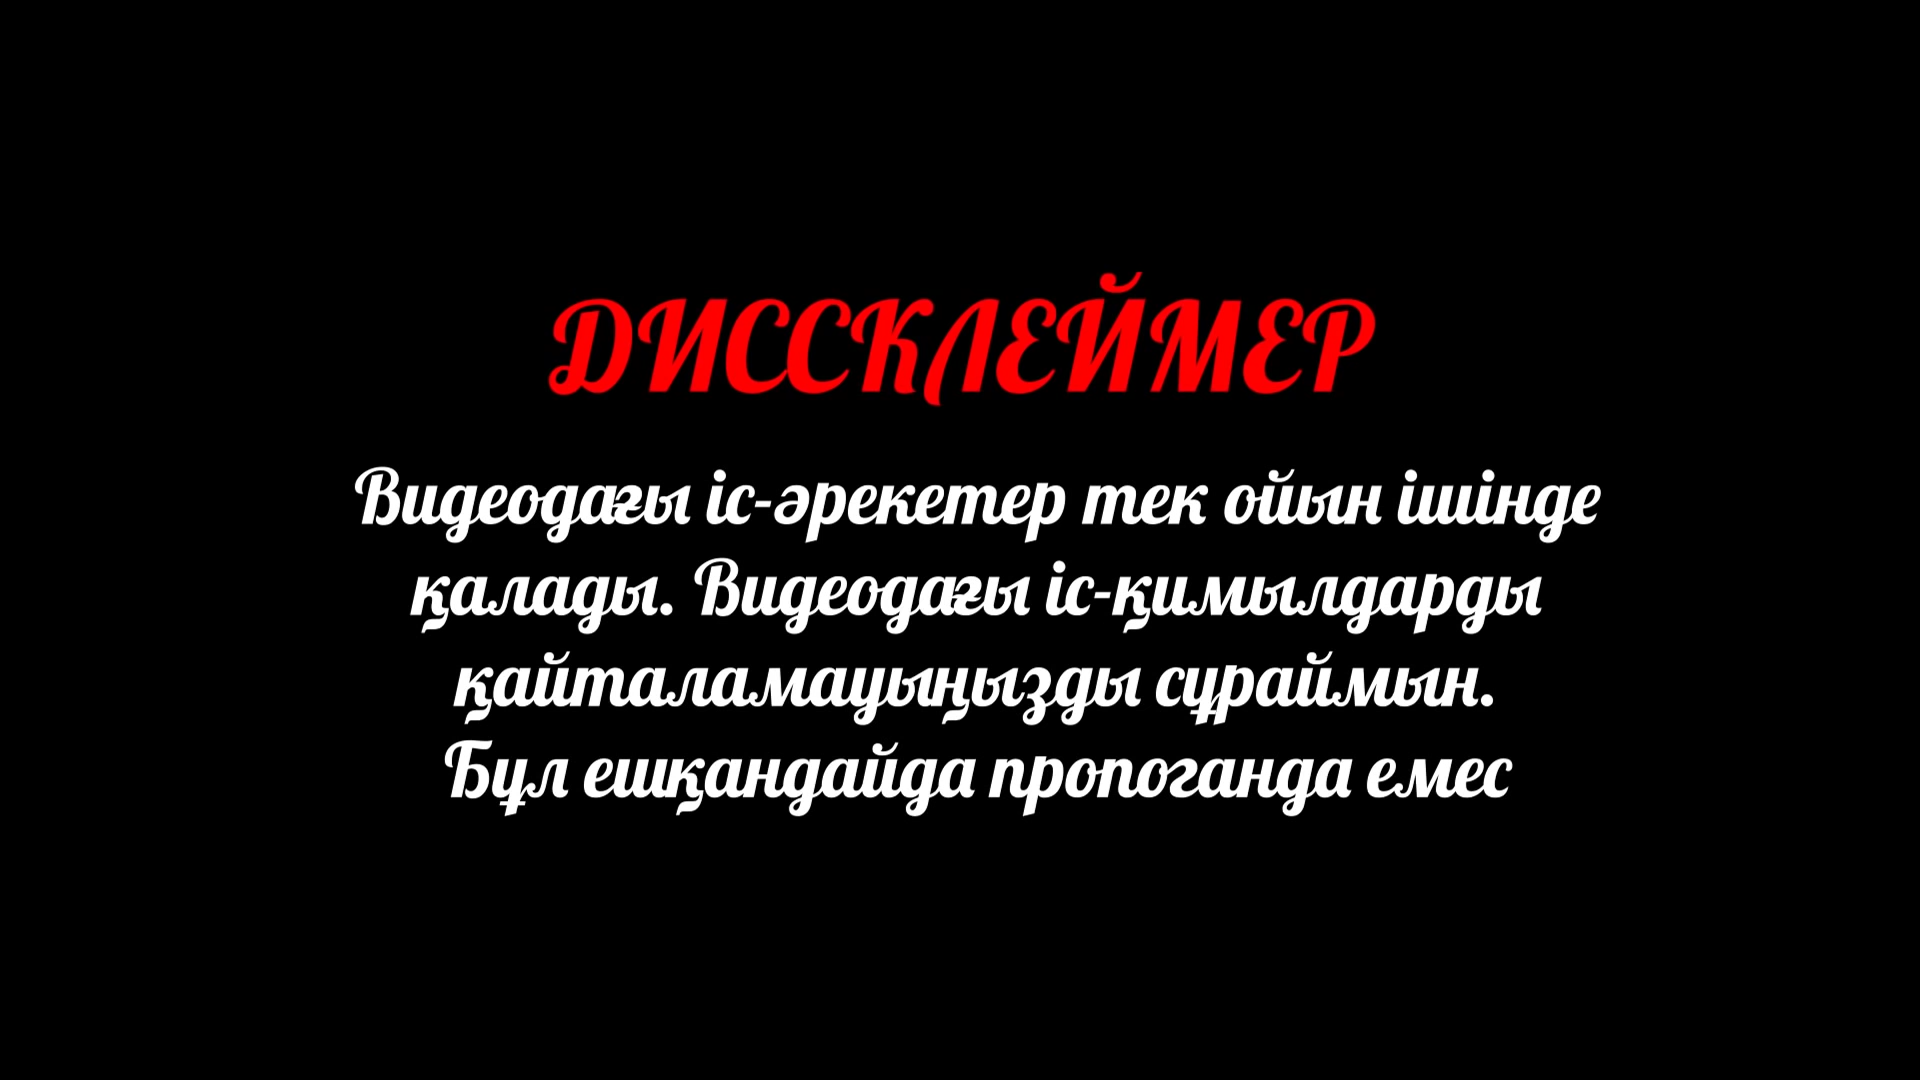 ДИССКЛЕЙМЕР
Видеодағы іс-әрекетер тек ойын ішінде
қалады. Видеодағы іс-қимылдарды
қайталамауыңызды сұраймын.
Бұл ешқандайда пропоганда емес